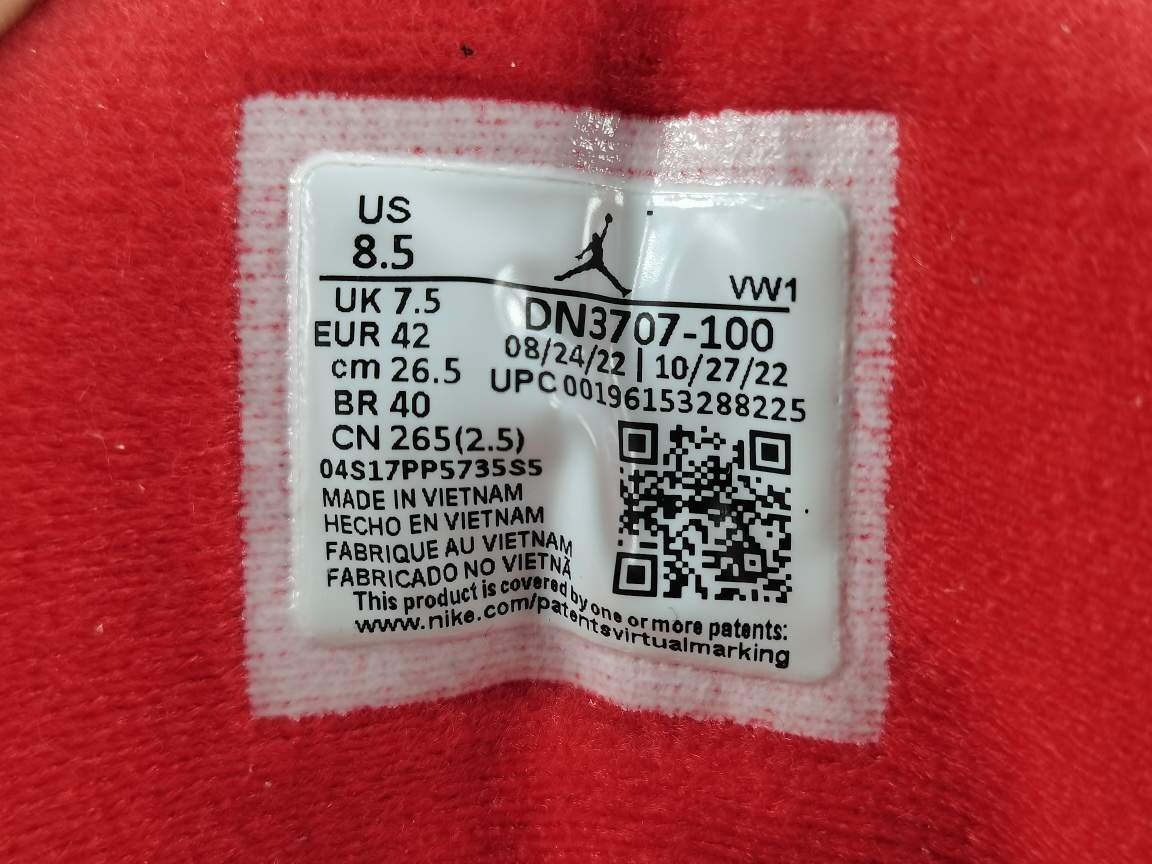 US
8.5
VW1
UK 7.5
EUR 42
cm 26.5
BR 40
CN 265(2.5)
04S17PP5735S5
DN3707-100
08/24/22 | 10/27/22
UPC 00196153288225
MADE IN VIETNAM
HECHO EN VIETNAM
FABRIQUE AU VIETNAM
FABRICADO NO VIETNÃ
This product is covered by one or more patents:
www.nike.com/patentsvirtualmarking